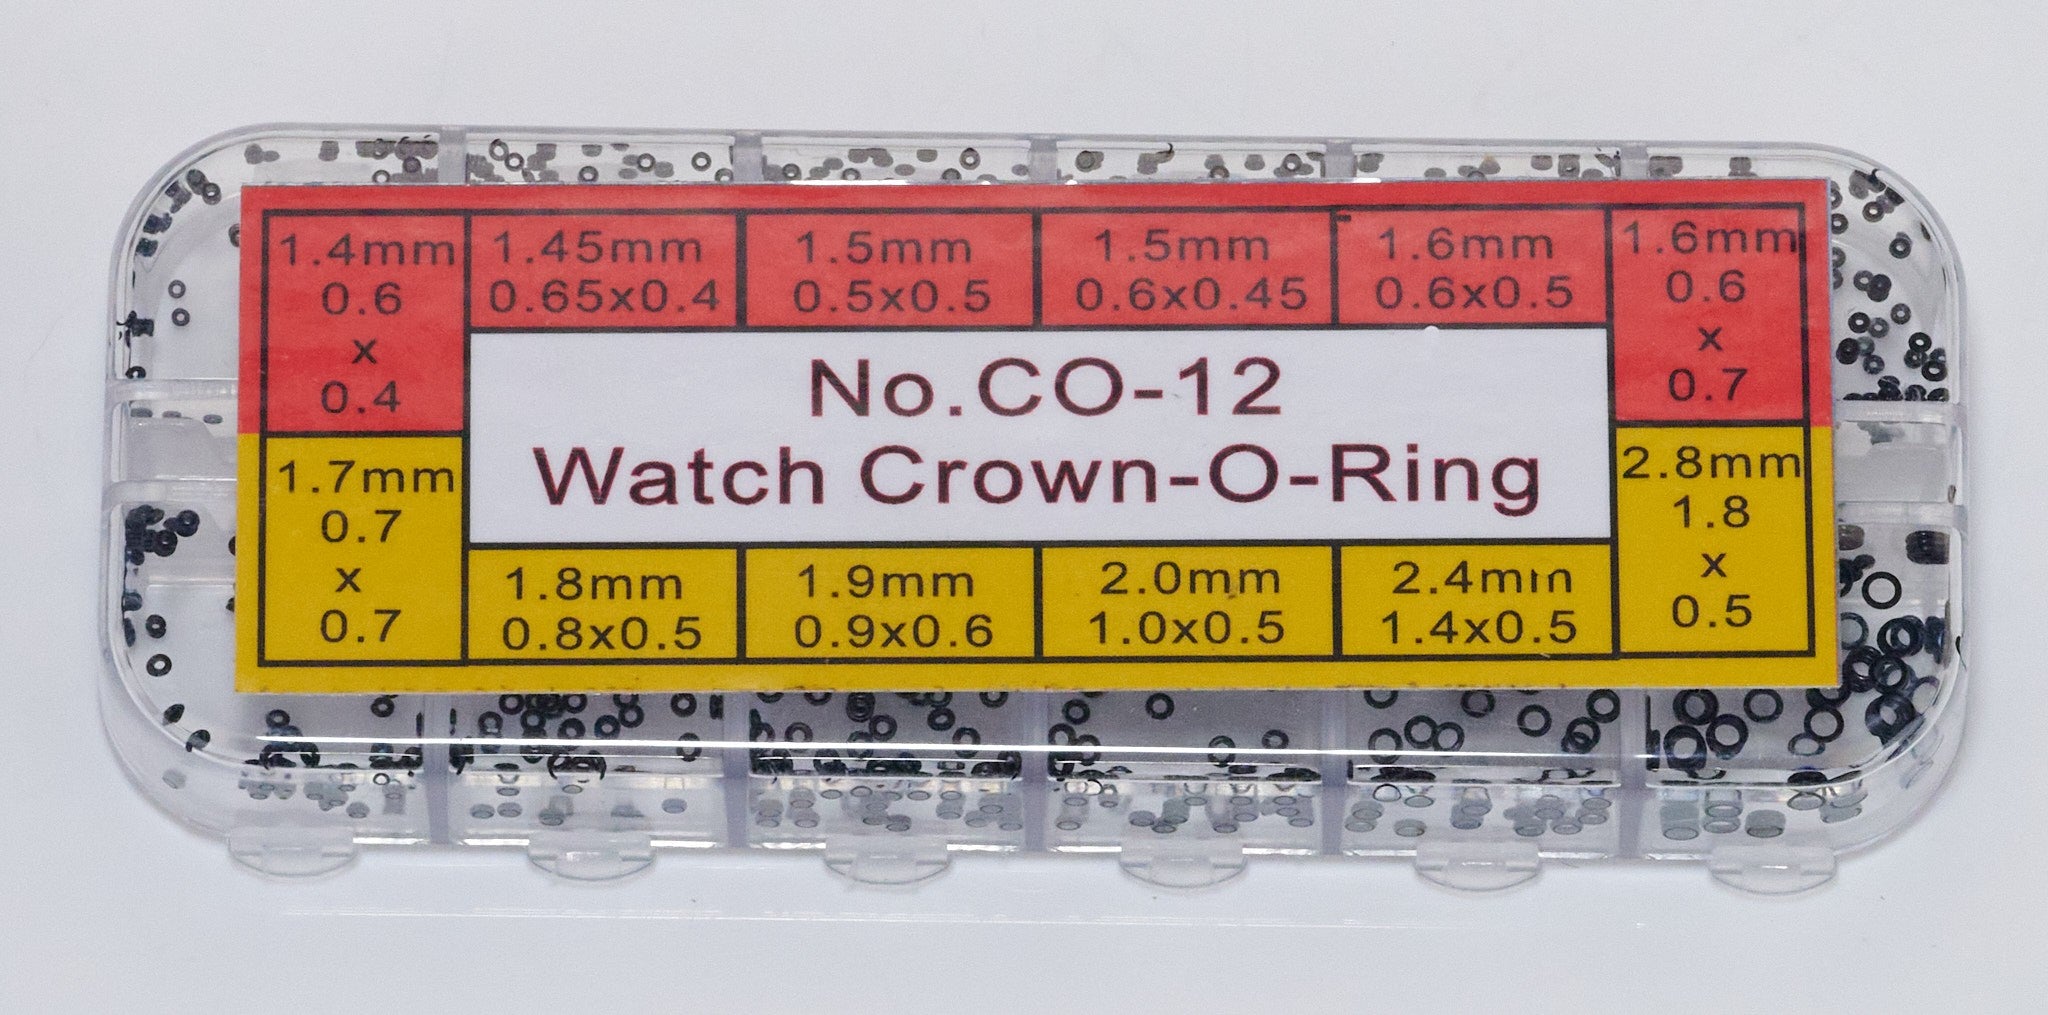 1.4mm
0.6
x
0.4
1.45mm
0.65x0.4
1.5mm
0.5x0.5
1.5mm
0.6x0.45
1.6mm
0.6x0.5
1.6mm
0.6
x
0.7
No.CO-12
Watch Crown-O-Ring
1.7mm
0.7
x
0.7
1.8mm
0.8x0.5
1.9mm
0.9x0.6
2.0mm
1.0x0.5
2.4mm
1.4x0.5
2.8mm
1.8
x
0.5